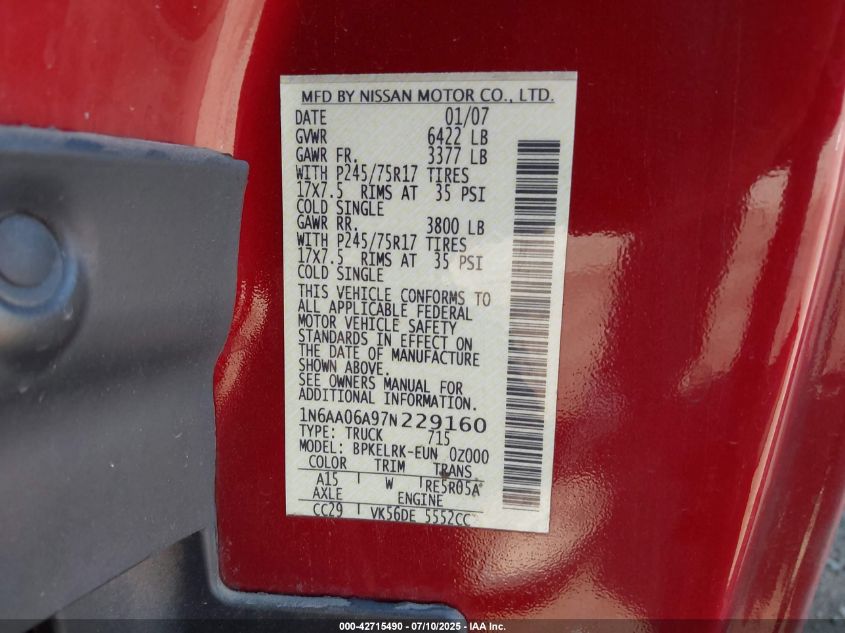 MFD BY NISSAN MOTOR CO., LTD.
DATE 01/07
GVWR 6422 LB
GAWR FR. 3377 LB
WITH P245/75R17 TIRES
17X7.5 RIMS AT 35 PSI
COLD SINGLE
GAWR RR. 3800 LB
WITH P245/75R17 TIRES
17X7.5 RIMS AT 35 PSI
COLD SINGLE
THIS VEHICLE CONFORMS TO
ALL APPLICABLE FEDERAL
MOTOR VEHICLE SAFETY
STANDARDS IN EFFECT ON
THE DATE OF MANUFACTURE
SHOWN ABOVE.
SEE OWNERS MANUAL FOR
ADDITIONAL INFORMATION.
1N6AA06A97N229160
TYPE: TRUCK 715
MODEL: BPKELRK-EUN 0Z000
COLOR TRIM TRANS
A15 W RE5R05A
AXLE ENGINE
CC29 VK56DE 5552CC
000-42715490 - 07/10/2025 - IAA Inc.